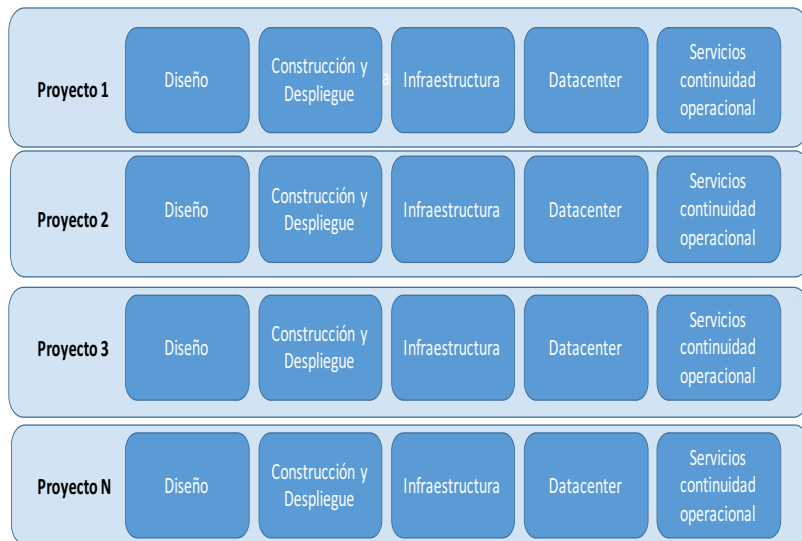 Proyecto 1
Diseño
Construcción y
Despliegue
a
Infraestructura
Datacenter
Servicios
continuidad
operacional
Proyecto 2
Diseño
Construcción y
Despliegue
Infraestructura
Datacenter
Servicios
continuidad
operacional
Proyecto 3
Diseño
Construcción y
Despliegue
Infraestructura
Datacenter
Servicios
continuidad
operacional
Proyecto N
Diseño
Construcción y
Despliegue
Infraestructura
Datacenter
Servicios
continuidad
operacional